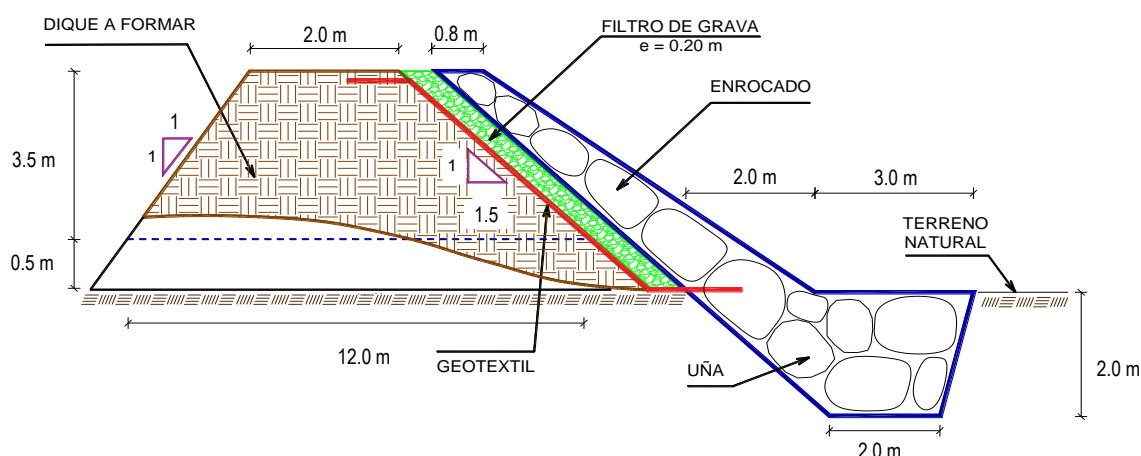 DIQUE A FORMAR
2.0 m
0.8 m
FILTRO DE GRAVA
e = 0.20 m
ENROCADO
1
1
3.5 m
1
1.5
2.0 m
3.0 m
TERRENO
NATURAL
0.5 m
12.0 m
GEOTEXTIL
UÑA
2.0 m
2.0 m